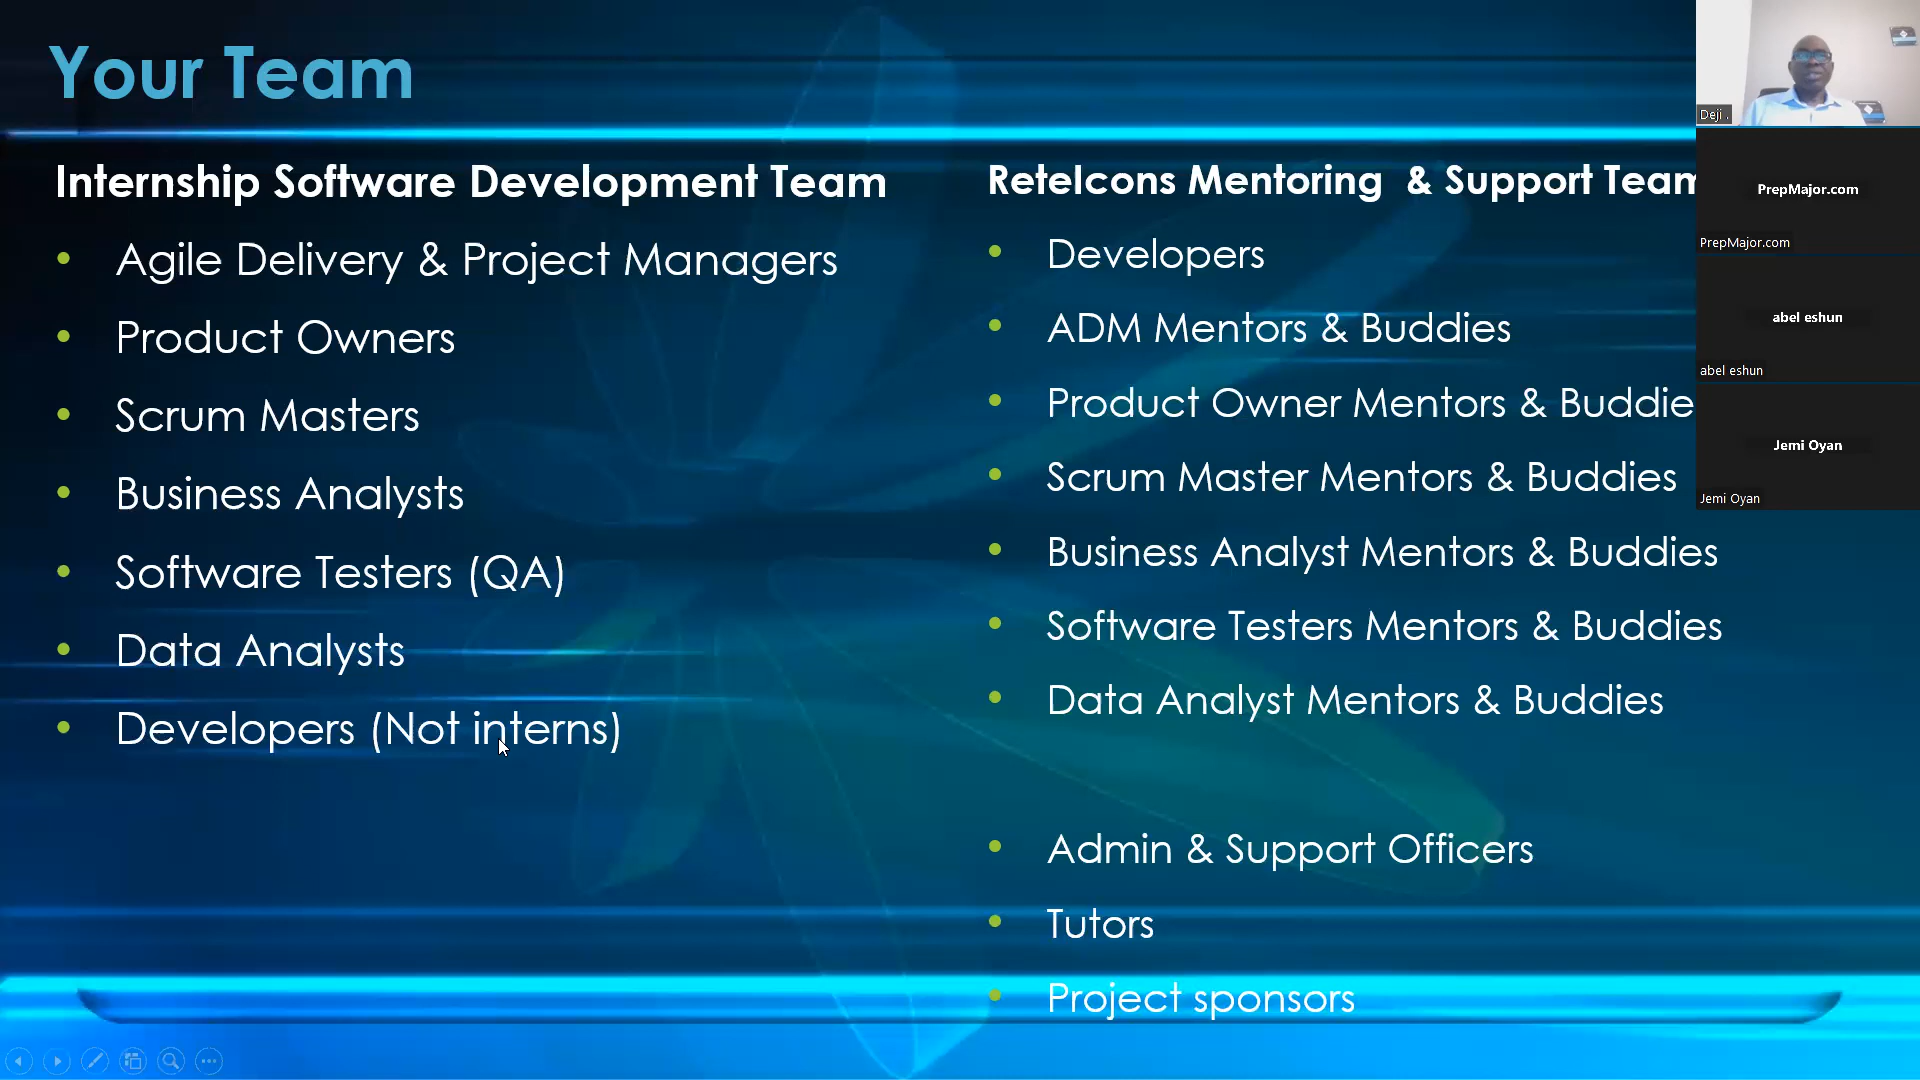 Your Team
Internship Software Development Team
• Agile Delivery & Project Managers
• Product Owners
• Scrum Masters
• Business Analysts
• Software Testers (QA)
• Data Analysts
• Developers (Not interns)
ReteIcons Mentoring & Support Team
• Developers
• ADM Mentors & Buddies
• Product Owner Mentors & Buddie
• Scrum Master Mentors & Buddies
• Business Analyst Mentors & Buddies
• Software Testers Mentors & Buddies
• Data Analyst Mentors & Buddies
• Admin & Support Officers
• Tutors
• Project sponsors
Deji .
PrepMajor.com
PrepMajor.com
abel eshun
abel eshun
Jemi Oyan
Jemi Oyan